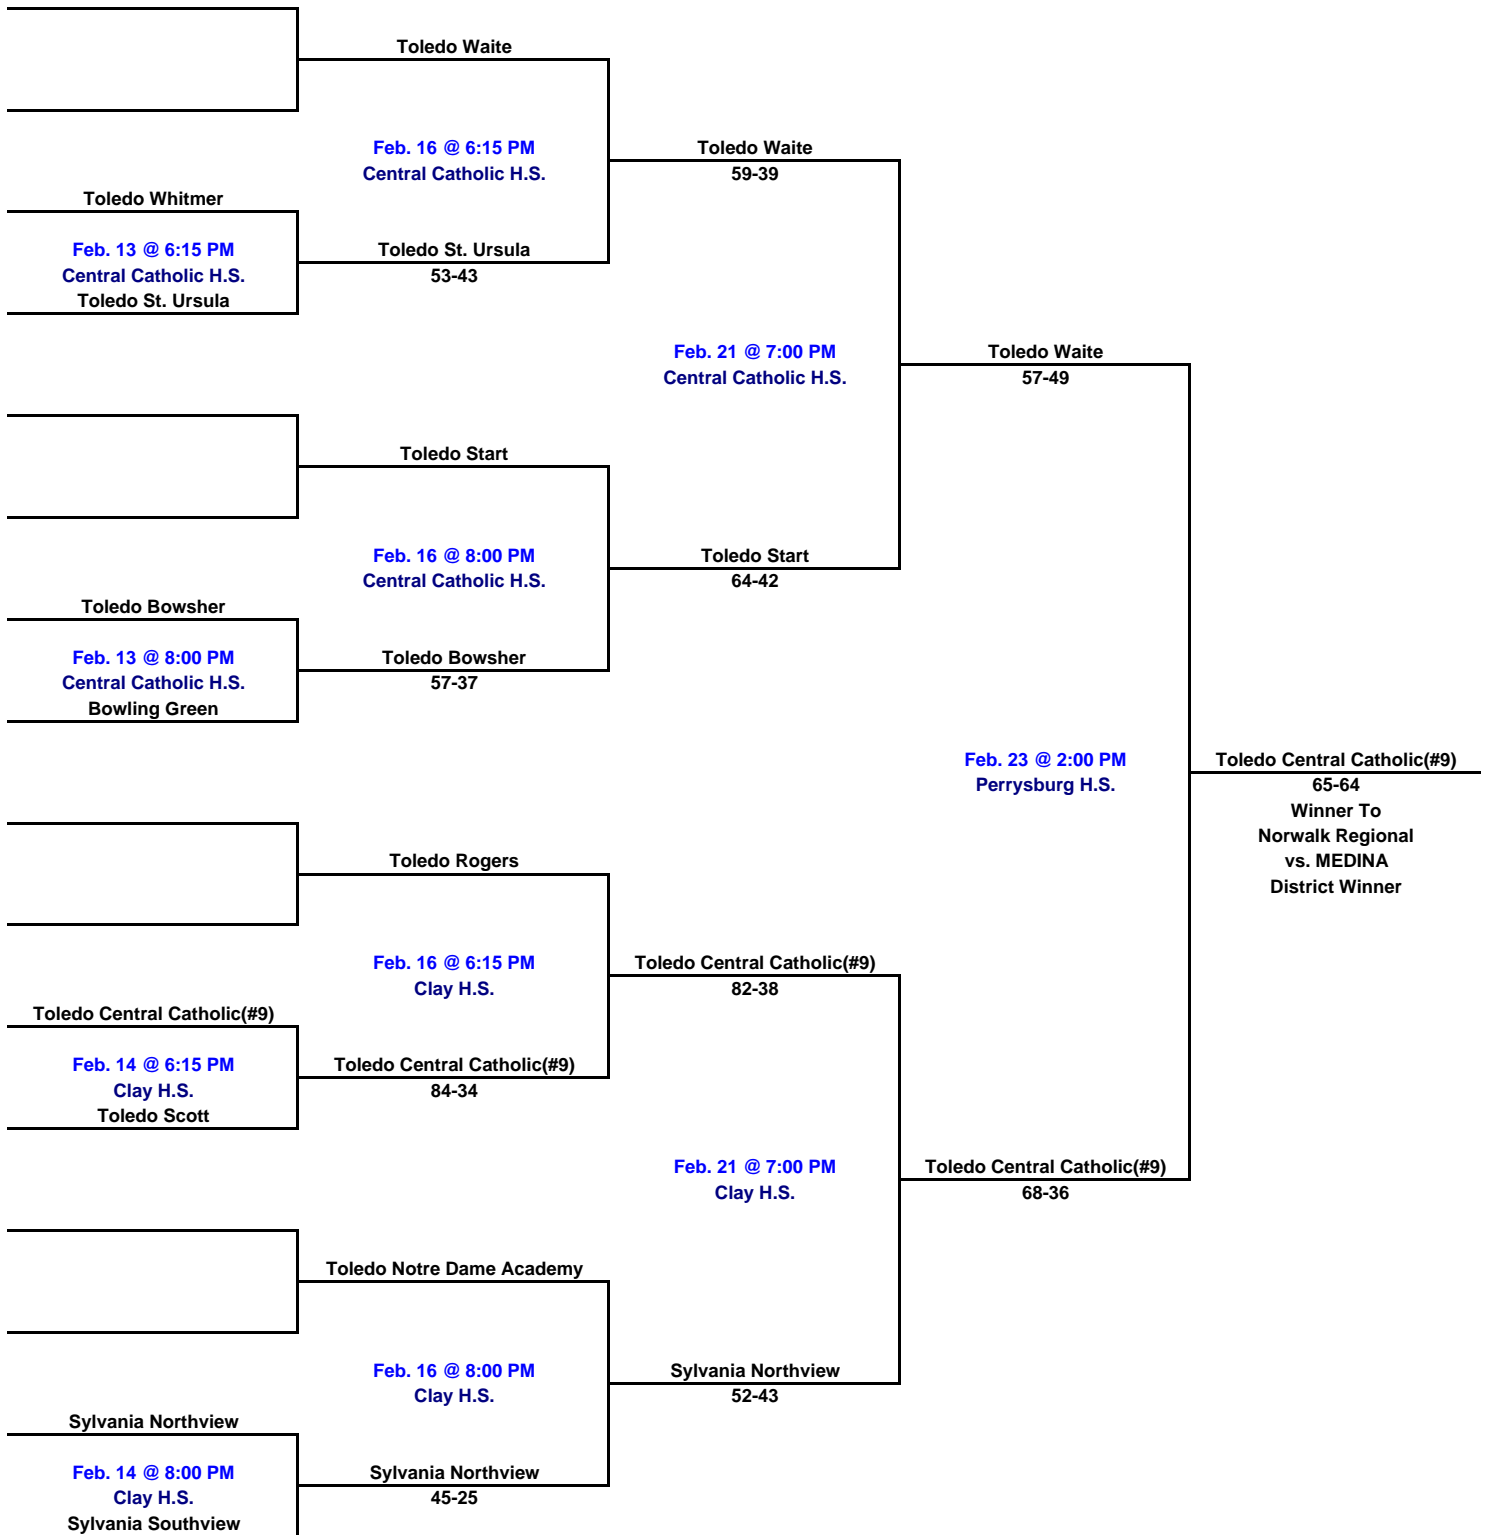 Toledo Waite
Feb. 16 @ 6:15 PM
Central Catholic H.S.
Toledo Waite
59-39
Toledo Whitmer
Feb. 13 @ 6:15 PM
Central Catholic H.S.
Toledo St. Ursula
Toledo St. Ursula
53-43
Feb. 21 @ 7:00 PM
Central Catholic H.S.
Toledo Waite
57-49
Toledo Start
Feb. 16 @ 8:00 PM
Central Catholic H.S.
Toledo Start
64-42
Toledo Bowsher
Feb. 13 @ 8:00 PM
Central Catholic H.S.
Bowling Green
Toledo Bowsher
57-37
Feb. 23 @ 2:00 PM
Perrysburg H.S.
Toledo Central Catholic(#9)
65-64
Winner To
Norwalk Regional
vs. MEDINA
District Winner
Toledo Rogers
Feb. 16 @ 6:15 PM
Clay H.S.
Toledo Central Catholic(#9)
82-38
Toledo Central Catholic(#9)
Feb. 14 @ 6:15 PM
Clay H.S.
Toledo Scott
Toledo Central Catholic(#9)
84-34
Feb. 21 @ 7:00 PM
Clay H.S.
Toledo Central Catholic(#9)
68-36
Toledo Notre Dame Academy
Feb. 16 @ 8:00 PM
Clay H.S.
Sylvania Northview
52-43
Sylvania Northview
Feb. 14 @ 8:00 PM
Clay H.S.
Sylvania Southview
Sylvania Northview
45-25